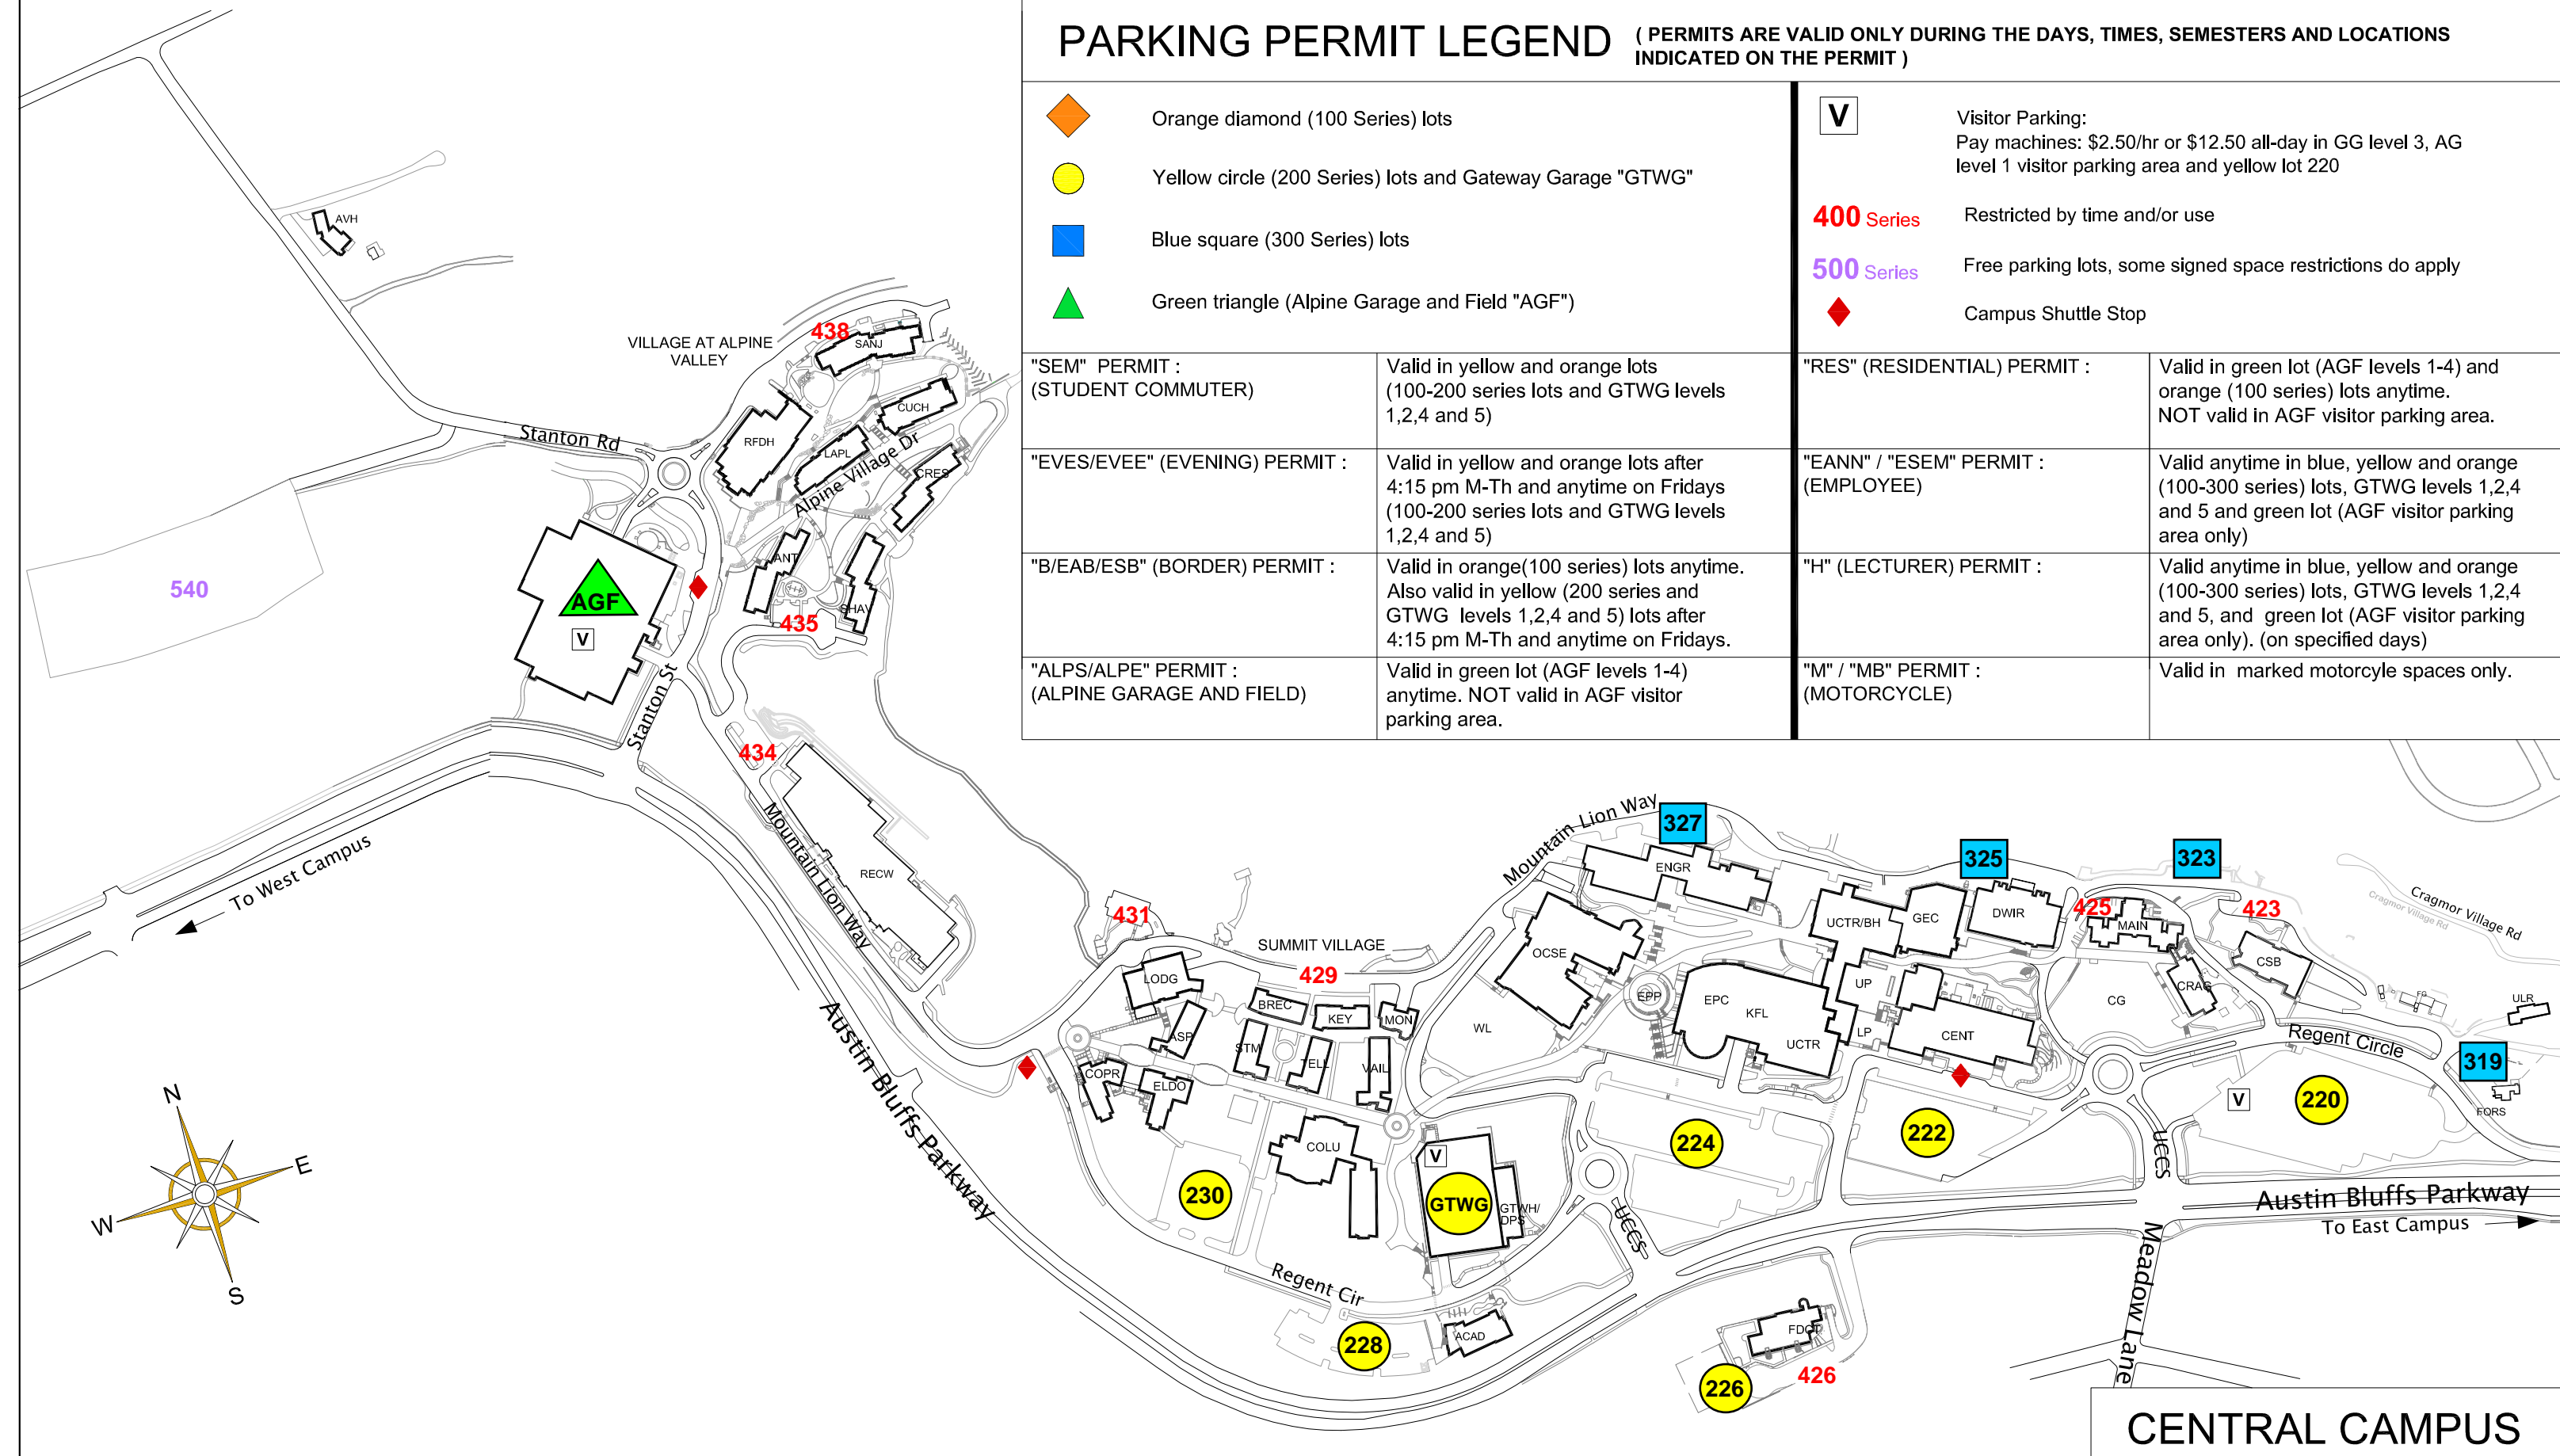 PARKING PERMIT LEGEND
( PERMITS ARE VALID ONLY DURING THE DAYS, TIMES, SEMESTERS AND LOCATIONS
INDICATED ON THE PERMIT )
Orange diamond (100 Series) lots
Yellow circle (200 Series) lots and Gateway Garage "GTWG"
Blue square (300 Series) lots
Green triangle (Alpine Garage and Field "AGF")
V
Visitor Parking:
Pay machines: $2.50/hr or $12.50 all-day in GG level 3, AG
level 1 visitor parking area and yellow lot 220
400 Series
Restricted by time and/or use
500 Series
Free parking lots, some signed space restrictions do apply
Campus Shuttle Stop
"SEM" PERMIT :
(STUDENT COMMUTER)
Valid in yellow and orange lots
(100-200 series lots and GTWG levels
1,2,4 and 5)
"RES" (RESIDENTIAL) PERMIT :
Valid in green lot (AGF levels 1-4) and
orange (100 series) lots anytime.
NOT valid in AGF visitor parking area.
"EVES/EVEE" (EVENING) PERMIT :
Valid in yellow and orange lots after
4:15 pm M-Th and anytime on Fridays
(100-200 series lots and GTWG levels
1,2,4 and 5)
"EANN" / "ESEM" PERMIT :
(EMPLOYEE)
Valid anytime in blue, yellow and orange
(100-300 series) lots, GTWG levels 1,2,4
and 5 and green lot (AGF visitor parking
area only)
"B/EAB/ESB" (BORDER) PERMIT :
Valid in orange(100 series) lots anytime.
Also valid in yellow (200 series and
GTWG levels 1,2,4 and 5) lots after
4:15 pm M-Th and anytime on Fridays.
"H" (LECTURER) PERMIT :
Valid anytime in blue, yellow and orange
(100-300 series) lots, GTWG levels 1,2,4
and 5, and green lot (AGF visitor parking
area only). (on specified days)
"ALPS/ALPE" PERMIT :
(ALPINE GARAGE AND FIELD)
Valid in green lot (AGF levels 1-4)
anytime. NOT valid in AGF visitor
parking area.
"M" / "MB" PERMIT :
(MOTORCYCLE)
Valid in marked motorcyle spaces only.
AVH
VILLAGE AT ALPINE
VALLEY
438
SANJ
CUCH
RFDH
LAPL
Alpine Village Dr
CRES
Stanton Rd
ANT
SHAV
435
540
AGF
V
Stanton St
434
Mountain Lion Way
RECW
Mountain Lion Way
To West Campus
Austin Bluffs Parkway
431
SUMMIT VILLAGE
429
LODG
BREC
KEY
MON
ASP
STM
TELL
VAIL
COPR
ELDO
COLU
230
V
GTWG
GTWH/
DPS
Regent Cir
228
ACAD
Mountain Lion Way
327
ENGR
OCSE
WL
EPP
EPC
KFL
UCTR
UCTR/BH
GEC
UP
LP
CENT
325
DWIR
323
425
MAIN
423
CSB
CRAG
CG
Cragmor Village Rd
Cragmor Village Rd
FG
ULR
Regent Circle
319
FORS
V
220
222
224
UCCS
UCCS
Austin Bluffs Parkway
To East Campus
Meadow Lane
FDCT
426
226
N
E
W
S
CENTRAL CAMPUS